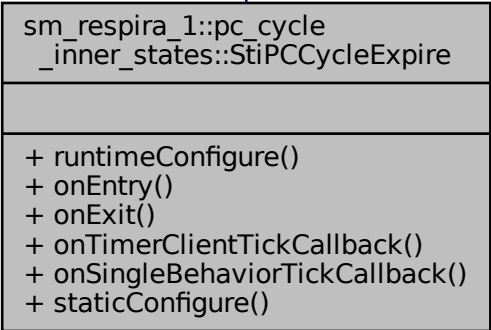 sm_respira_1::pc_cycle
_inner_states::StiPCCycleExpire
+ runtimeConfigure()
+ onEntry()
+ onExit()
+ onTimerClientTickCallback()
+ onSingleBehaviorTickCallback()
+ staticConfigure()